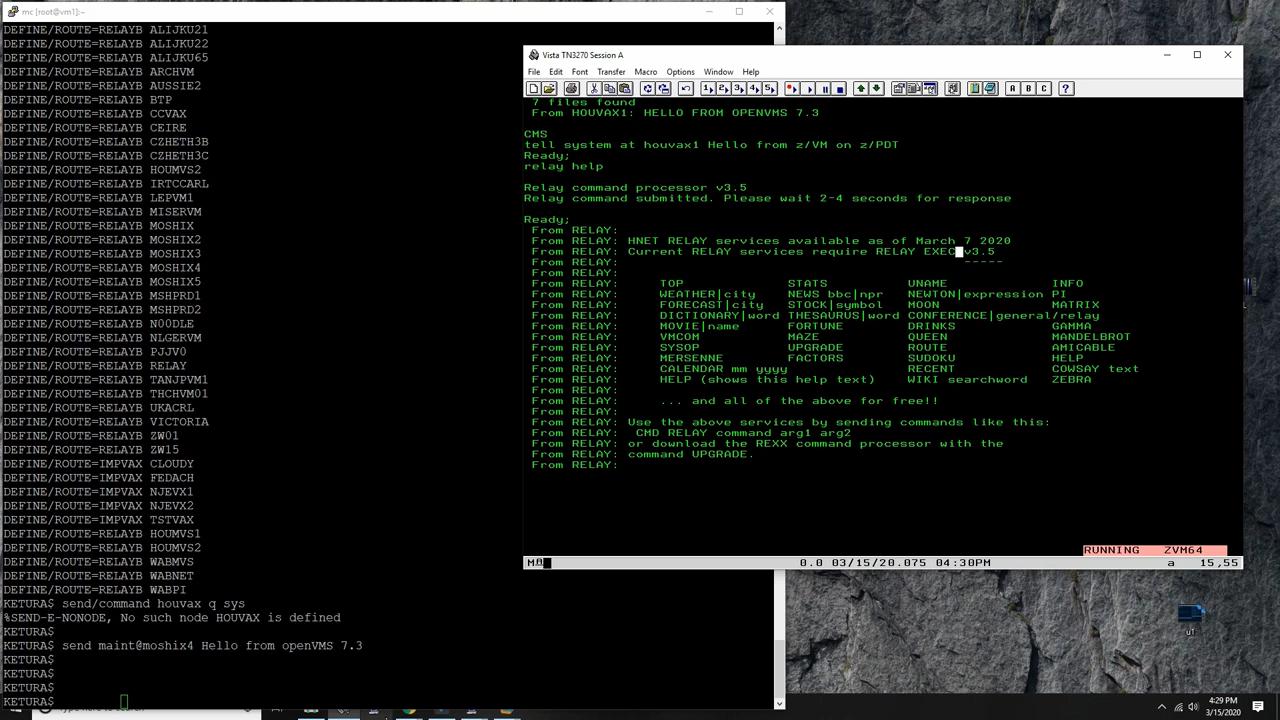 mc [root@vm1]:~
DEFINE/ROUTE=RELAYB ALIJKU21
DEFINE/ROUTE=RELAYB ALIJKU22
DEFINE/ROUTE=RELAYB ALIJKU65
DEFINE/ROUTE=RELAYB ARCHVM
DEFINE/ROUTE=RELAYB AUSSIE2
DEFINE/ROUTE=RELAYB BTP
DEFINE/ROUTE=RELAYB CCVAX
DEFINE/ROUTE=RELAYB CEIRE
DEFINE/ROUTE=RELAYB CZHETH3B
DEFINE/ROUTE=RELAYB CZHETH3C
DEFINE/ROUTE=RELAYB HOUMVS2
DEFINE/ROUTE=RELAYB IRTCCARL
DEFINE/ROUTE=RELAYB LEPVM1
DEFINE/ROUTE=RELAYB MISERVM
DEFINE/ROUTE=RELAYB MOSHIX
DEFINE/ROUTE=RELAYB MOSHIX2
DEFINE/ROUTE=RELAYB MOSHIX3
DEFINE/ROUTE=RELAYB MOSHIX4
DEFINE/ROUTE=RELAYB MOSHIX5
DEFINE/ROUTE=RELAYB MSHPRD1
DEFINE/ROUTE=RELAYB MSHPRD2
DEFINE/ROUTE=RELAYB N00DLE
DEFINE/ROUTE=RELAYB NLGERVM
DEFINE/ROUTE=RELAYB PJJV0
DEFINE/ROUTE=RELAYB RELAY
DEFINE/ROUTE=RELAYB TANJPVM1
DEFINE/ROUTE=RELAYB THCHVM01
DEFINE/ROUTE=RELAYB UKACRL
DEFINE/ROUTE=RELAYB VICTORIA
DEFINE/ROUTE=RELAYB ZW01
DEFINE/ROUTE=RELAYB ZW15
DEFINE/ROUTE=IMPVAX CLOUDY
DEFINE/ROUTE=IMPVAX FEDACH
DEFINE/ROUTE=IMPVAX NJEVX1
DEFINE/ROUTE=IMPVAX NJEVX2
DEFINE/ROUTE=IMPVAX TSTVAX
DEFINE/ROUTE=RELAYB HOUMVS1
DEFINE/ROUTE=RELAYB HOUMVS2
DEFINE/ROUTE=RELAYB WABMVS
DEFINE/ROUTE=RELAYB WABNET
DEFINE/ROUTE=RELAYB WABPI
KETURA$ send/command houvax q sys
%SEND-E-NONODE, No such node HOUVAX is defined
KETURA$
KETURA$ send maint@moshix4 Hello from openVMS 7.3
KETURA$
KETURA$
KETURA$
KETURA$
Vista TN3270 Session A
File Edit Font Transfer Macro Options Window Help
1 2 3 4 5 A B C ?
7 files found
From HOUVAX1: HELLO FROM OPENVMS 7.3
CMS
tell system at houvax1 Hello from z/VM on z/PDT
Ready;
relay help
Relay command processor v3.5
Relay command submitted. Please wait 2-4 seconds for response
Ready;
From RELAY:
From RELAY: HNET RELAY services available as of March 7 2020
From RELAY: Current RELAY services require RELAY EXEC v3.5
From RELAY: -----
From RELAY:
From RELAY: TOP STATS UNAME INFO
From RELAY: WEATHER|city NEWS bbc|npr NEWTON|expression PI
From RELAY: FORECAST|city STOCK|symbol MOON MATRIX
From RELAY: DICTIONARY|word THESAURUS|word CONFERENCE|general/relay
From RELAY: MOVIE|name FORTUNE DRINKS GAMMA
From RELAY: VMCOM MAZE QUEEN MANDELBROT
From RELAY: SYSOP UPGRADE ROUTE AMICABLE
From RELAY: MERSENNE FACTORS SUDOKU HELP
From RELAY: CALENDAR mm yyyy RECENT COWSAY text
From RELAY: HELP (shows this help text) WIKI searchword ZEBRA
From RELAY:
From RELAY: ... and all of the above for free!!
From RELAY:
From RELAY: Use the above services by sending commands like this:
From RELAY: CMD RELAY command arg1 arg2
From RELAY: or download the REXX command processor with the
From RELAY: command UPGRADE.
From RELAY:
RUNNING ZVM64
0.0 03/15/20.075 04:30PM a 15,55
u1
4:29 PM
3/15/2020